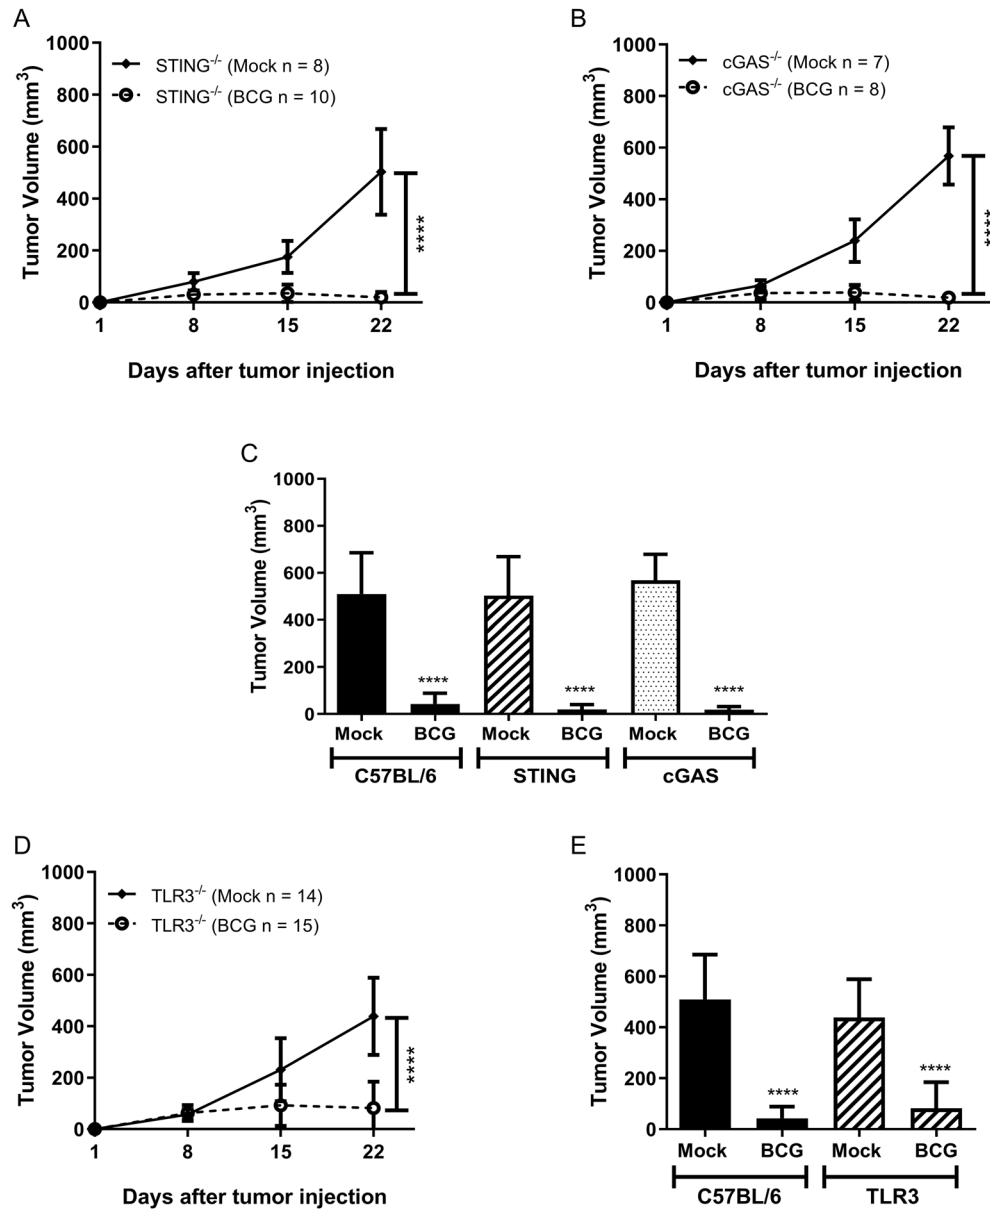 A
Tumor Volume (mm³)
1000
800
600
400
200
0
STING-/- (Mock n = 8)
STING-/- (BCG n = 10)
****
1 8 15 22
Days after tumor injection
B
Tumor Volume (mm³)
1000
800
600
400
200
0
cGAS-/- (Mock n = 7)
cGAS-/- (BCG n = 8)
****
1 8 15 22
Days after tumor injection
C
Tumor Volume (mm³)
1000
800
600
400
200
0
**** **** ****
Mock BCG Mock BCG Mock BCG
C57BL/6 STING cGAS
D
Tumor Volume (mm³)
1000
800
600
400
200
0
TLR3-/- (Mock n = 14)
TLR3-/- (BCG n = 15)
****
1 8 15 22
Days after tumor injection
E
Tumor Volume (mm³)
1000
800
600
400
200
0
**** ****
Mock BCG Mock BCG
C57BL/6 TLR3